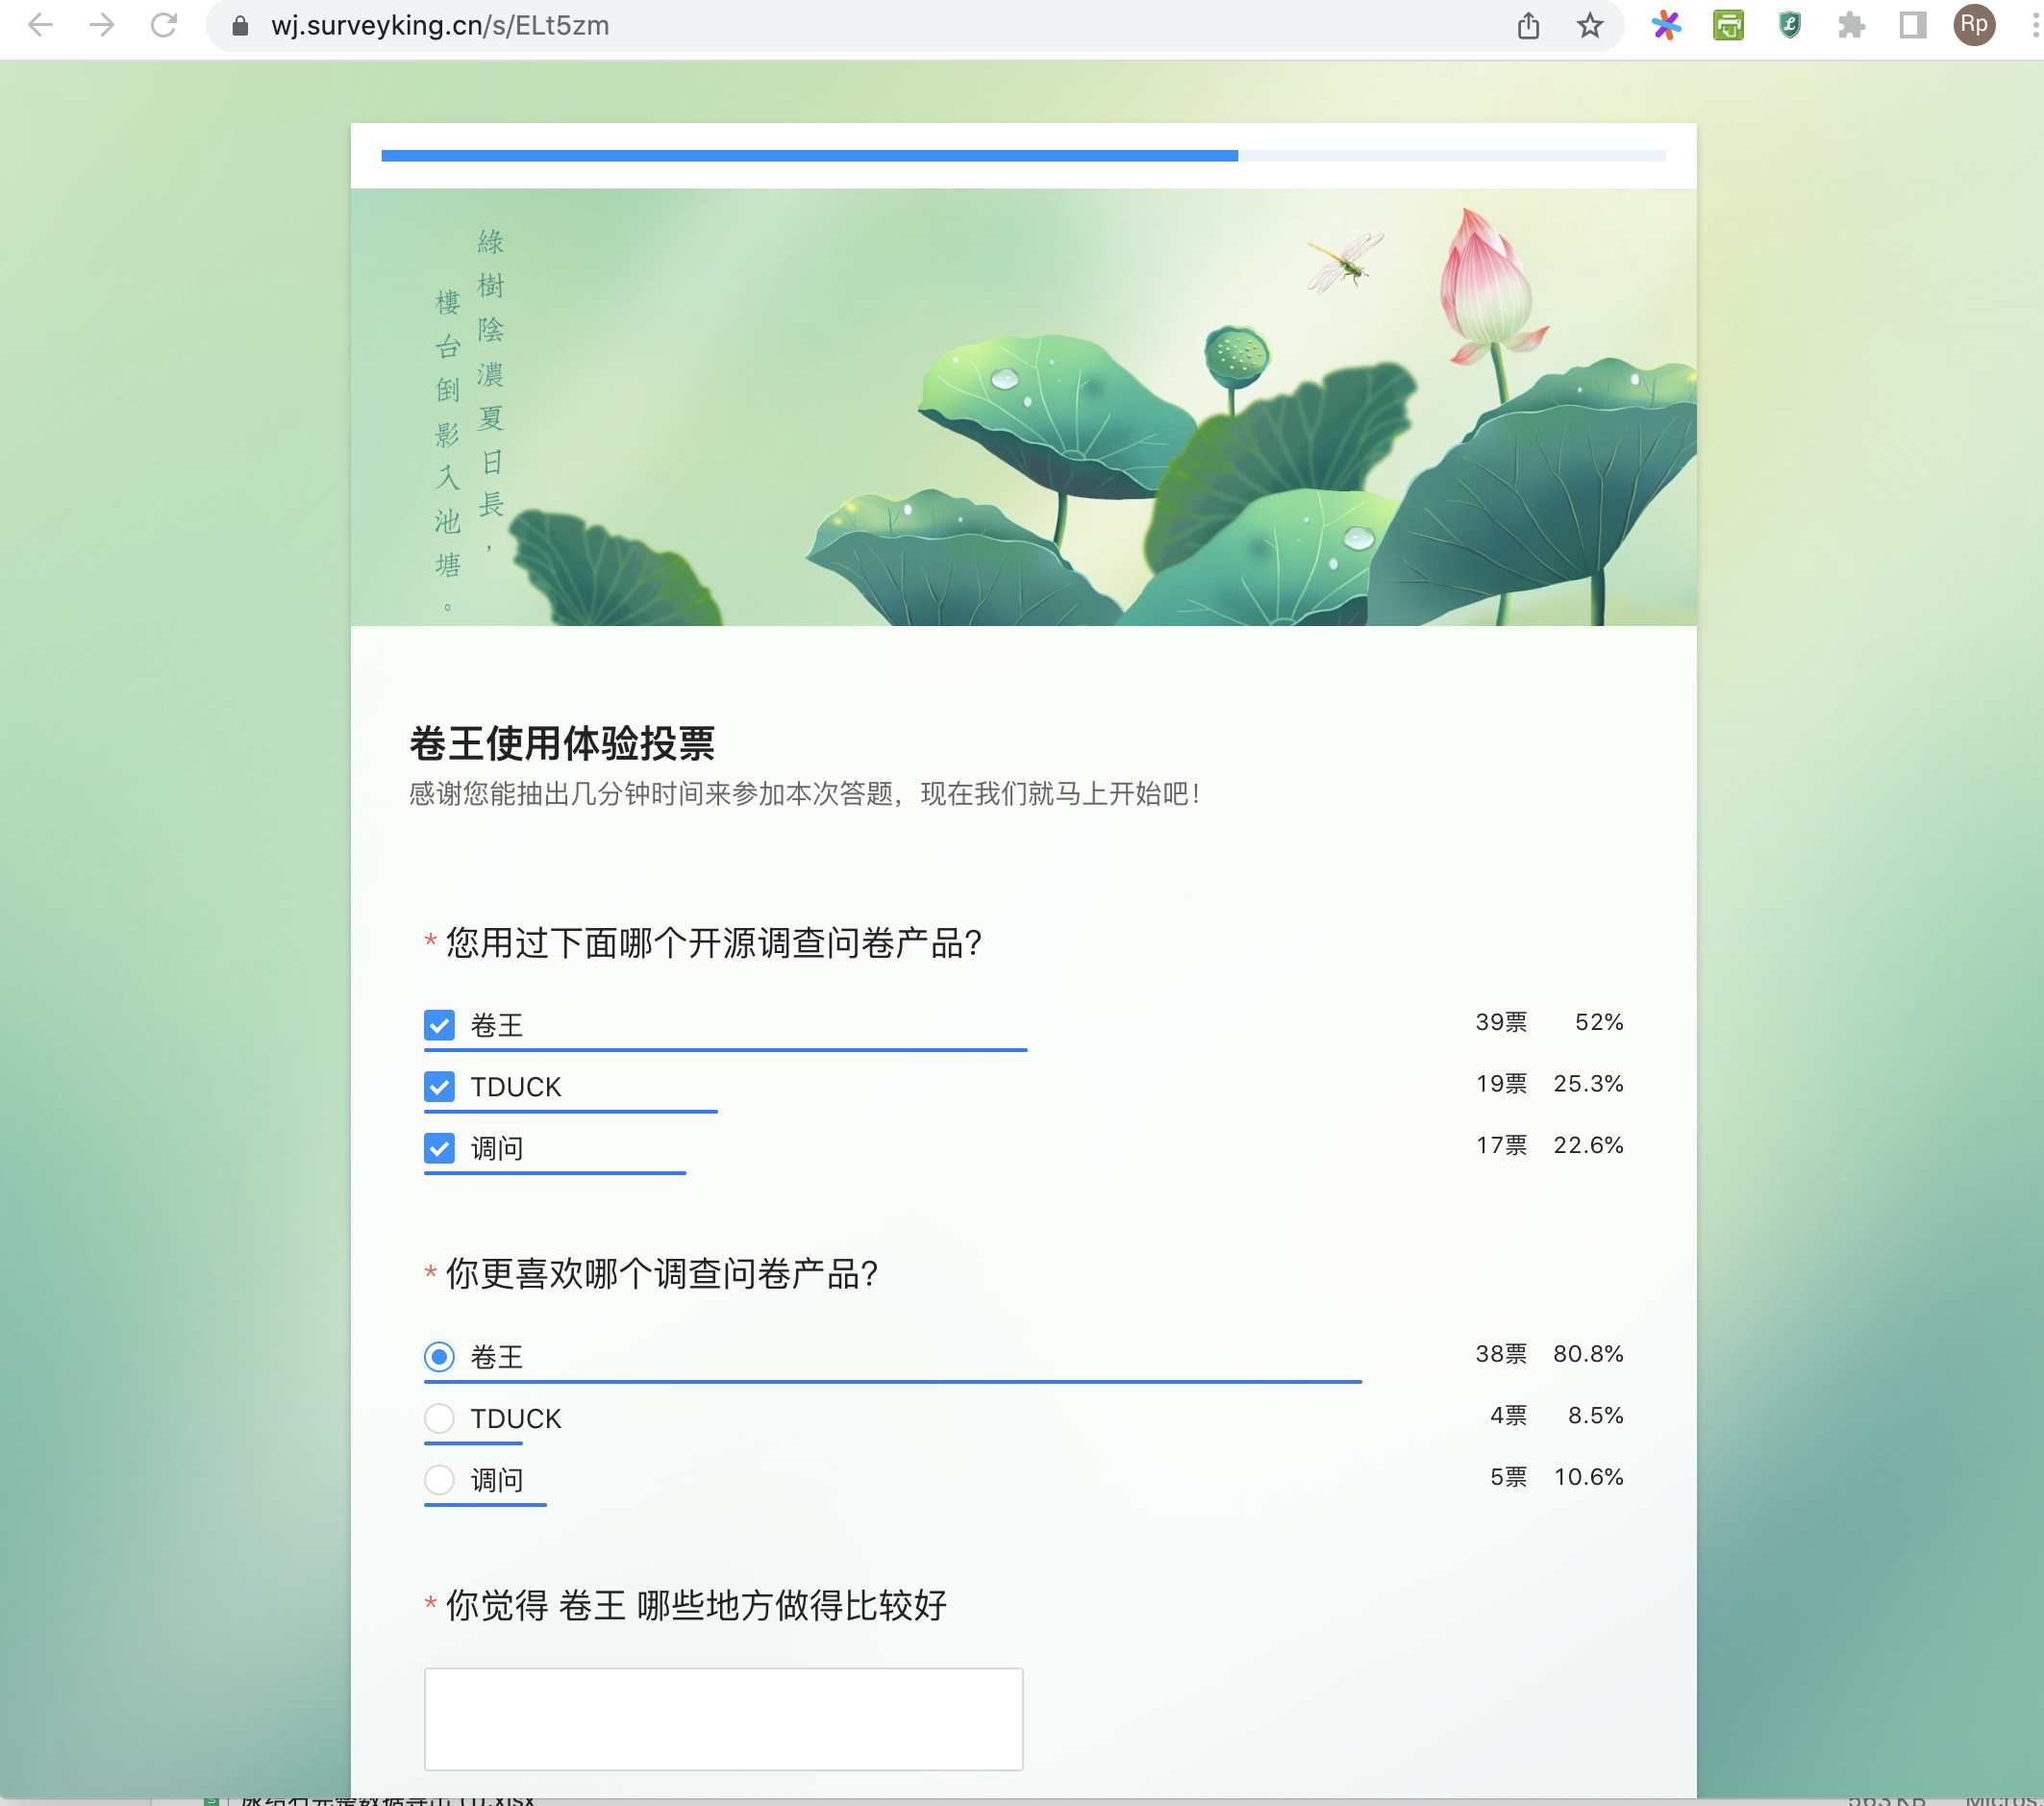 wj.surveyking.cn/s/ELt5zm
Rp
綠樹陰濃夏日長，
樓台倒影入池塘。
卷王使用体验投票
感谢您能抽出几分钟时间来参加本次答题，现在我们就马上开始吧！
* 您用过下面哪个开源调查问卷产品?
卷王 39票 52%
TDUCK 19票 25.3%
调问 17票 22.6%
* 你更喜欢哪个调查问卷产品?
卷王 38票 80.8%
TDUCK 4票 8.5%
调问 5票 10.6%
* 你觉得 卷王 哪些地方做得比较好
563 KB Micros